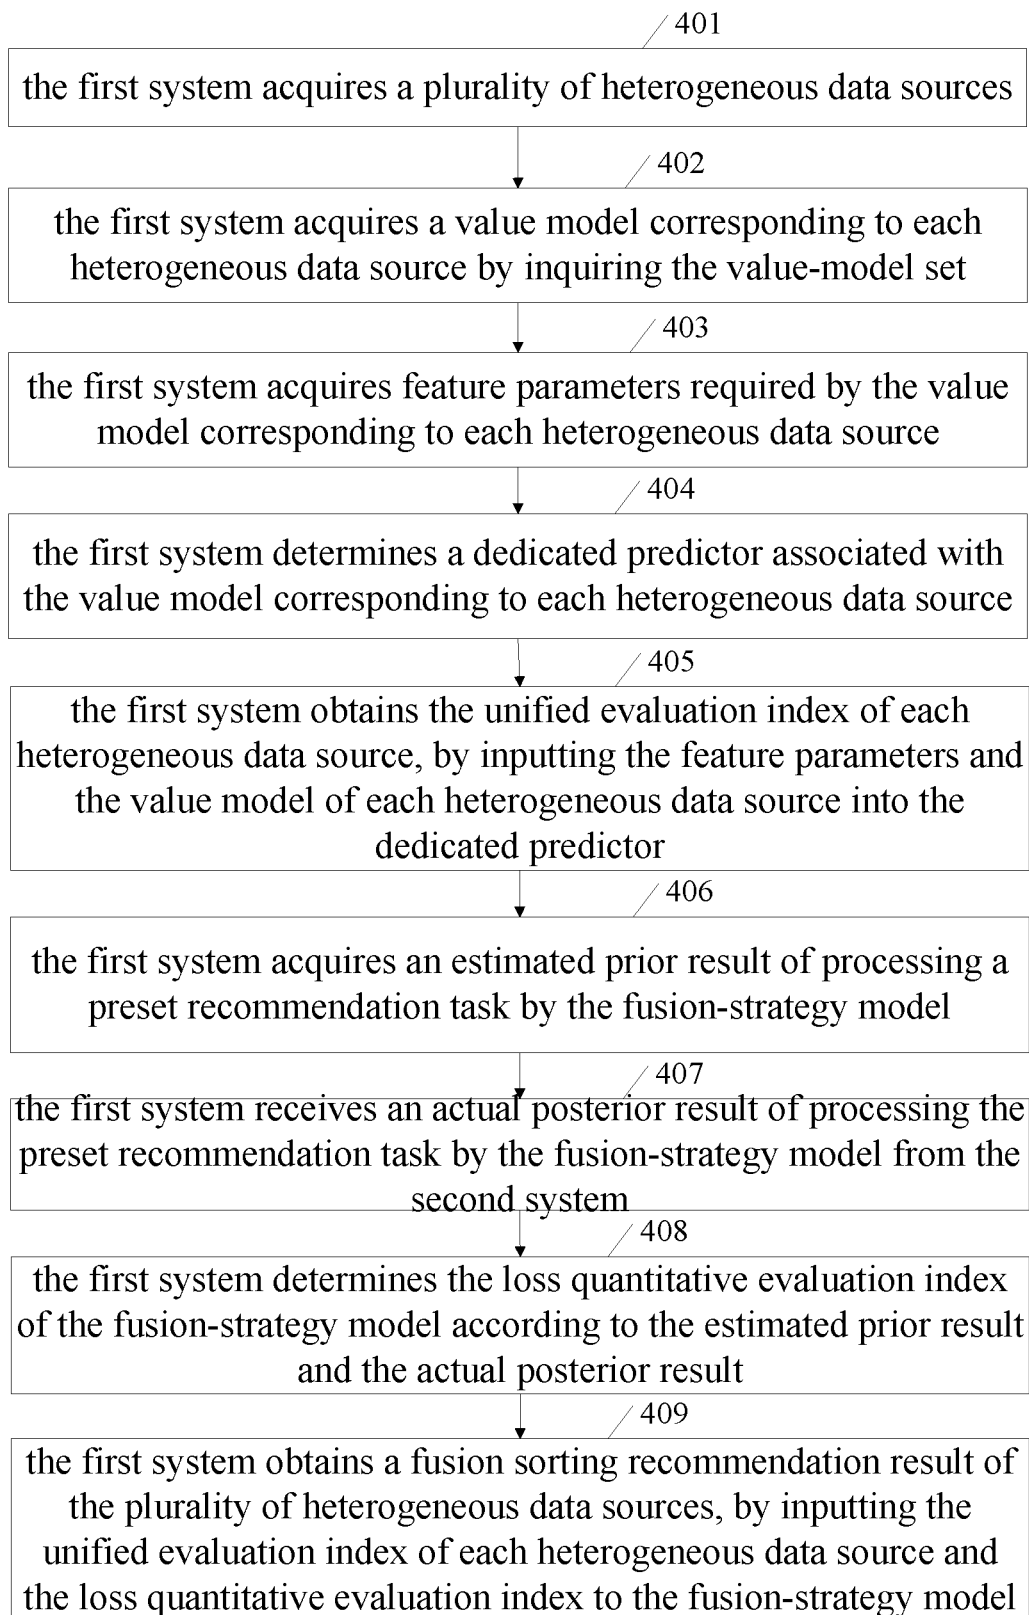 401
the first system acquires a plurality of heterogeneous data sources
402
the first system acquires a value model corresponding to each
heterogeneous data source by inquiring the value-model set
403
the first system acquires feature parameters required by the value
model corresponding to each heterogeneous data source
404
the first system determines a dedicated predictor associated with
the value model corresponding to each heterogeneous data source
405
the first system obtains the unified evaluation index of each
heterogeneous data source, by inputting the feature parameters and
the value model of each heterogeneous data source into the
dedicated predictor
406
the first system acquires an estimated prior result of processing a
preset recommendation task by the fusion-strategy model
407
the first system receives an actual posterior result of processing the
preset recommendation task by the fusion-strategy model from the
second system
408
the first system determines the loss quantitative evaluation index
of the fusion-strategy model according to the estimated prior result
and the actual posterior result
409
the first system obtains a fusion sorting recommendation result of
the plurality of heterogeneous data sources, by inputting the
unified evaluation index of each heterogeneous data source and
the loss quantitative evaluation index to the fusion-strategy model